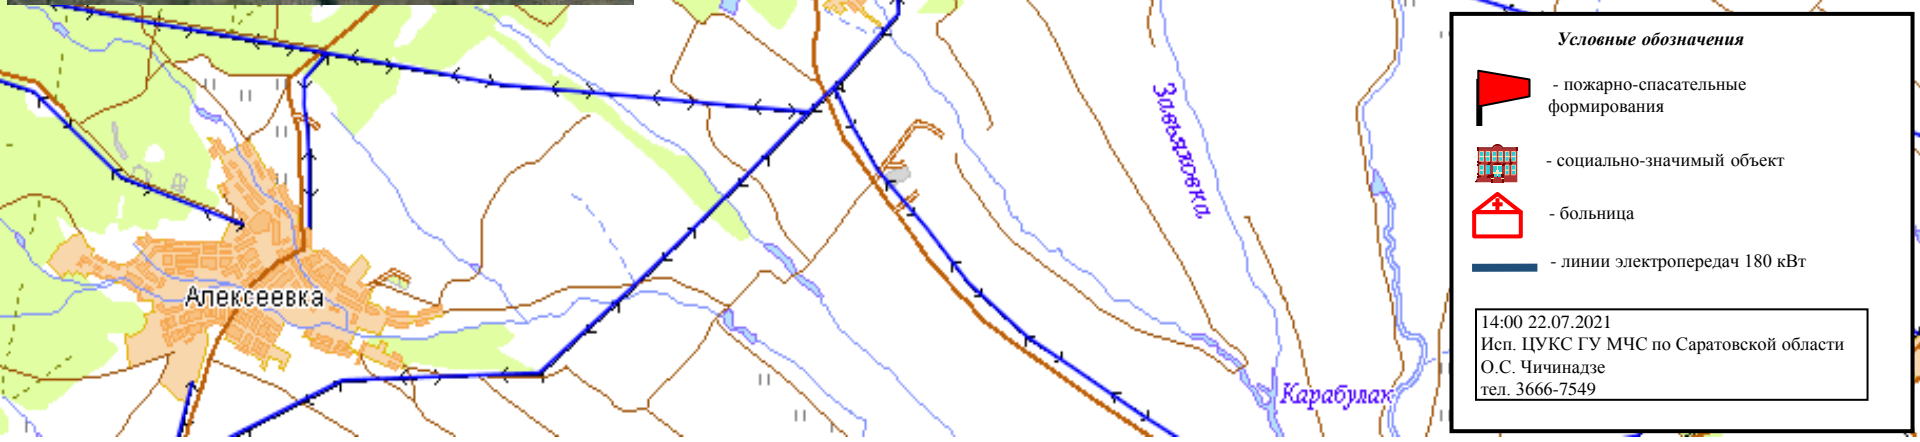 Условные обозначения
- пожарно-спасательные
формирования
- социально-значимый объект
- больница
- линии электропередач 180 кВт
14:00 22.07.2021
Исп. ЦУКС ГУ МЧС по Саратовской области
О.С. Чичинадзе
тел. 3666-7549
Завьяловка
Алексеевка
Карабулак